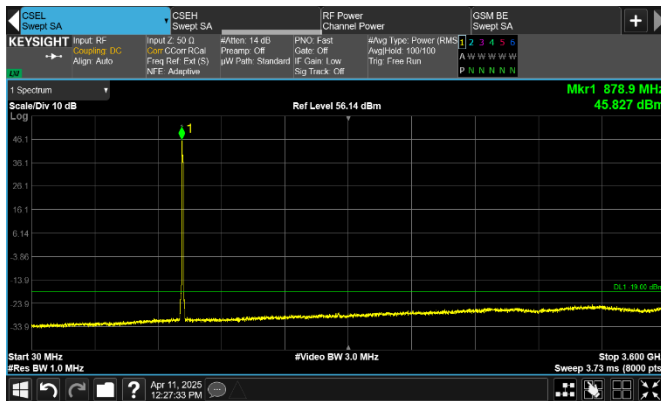 CSEL
Swept SA
CSEH
Swept SA
RF Power
Channel Power
GSM BE
Swept SA
KEYSIGHT
Input: RF
Coupling: DC
Align: Auto
Input Z: 50 Ω
Corr CCorr RCal
Freq Ref: Ext (S)
NFE: Adaptive
#Atten: 14 dB
Preamp: Off
µW Path: Standard
PNO: Fast
Gate: Off
IF Gain: Low
Sig Track: Off
#Avg Type: Power (RMS
Avg|Hold: 100/100
Trig: Free Run
1 2 3 4 5 6
A W W W W W
P N N N N N
LXI
1 Spectrum
Scale/Div 10 dB
Ref Level 56.14 dBm
Mkr1 878.9 MHz
45.827 dBm
Log
1
46.1
36.1
26.1
16.1
6.14
-3.86
-13.9
DL1 -19.00 dBm
-23.9
-33.9
Start 30 MHz
#Video BW 3.0 MHz
Stop 3.600 GH
#Res BW 1.0 MHz
Sweep 3.73 ms (8000 pts
?
Apr 11, 2025
12:27:33 PM